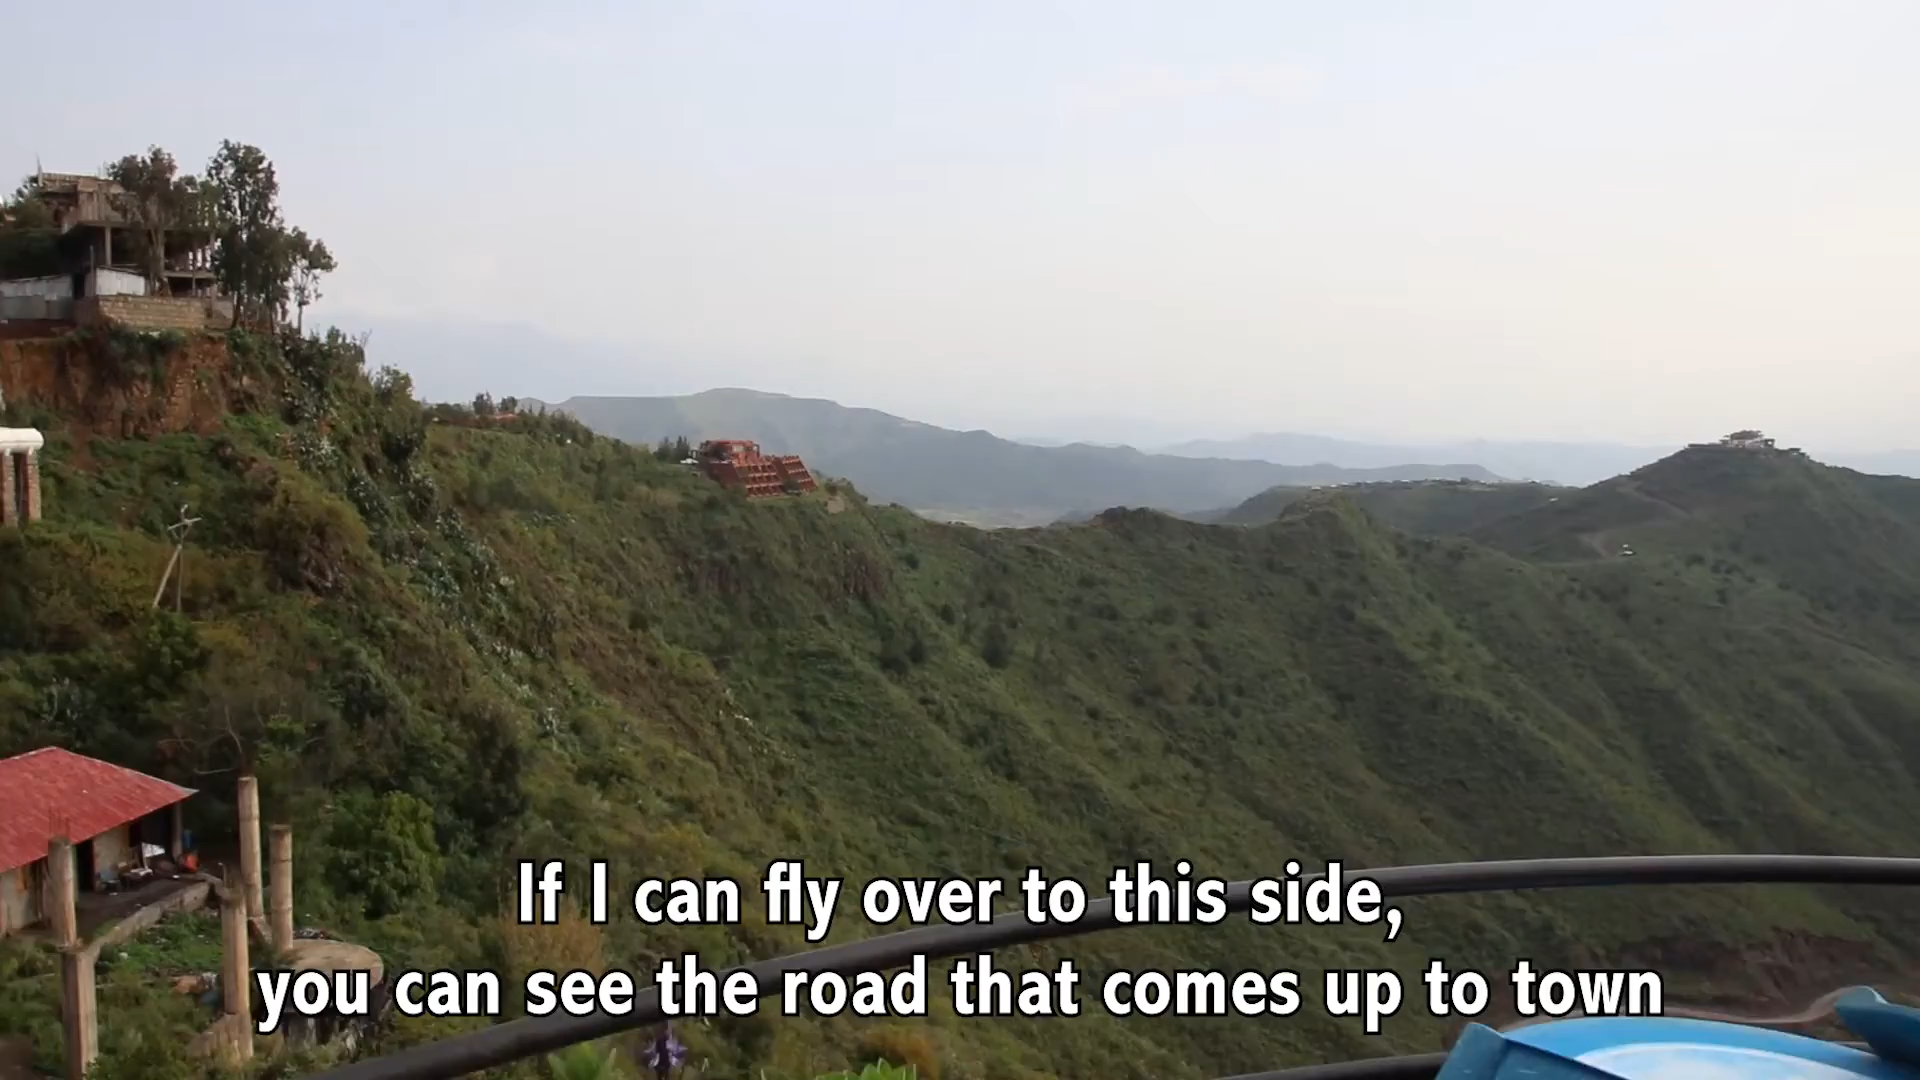 If I can fly over to this side,
you can see the road that comes up to town